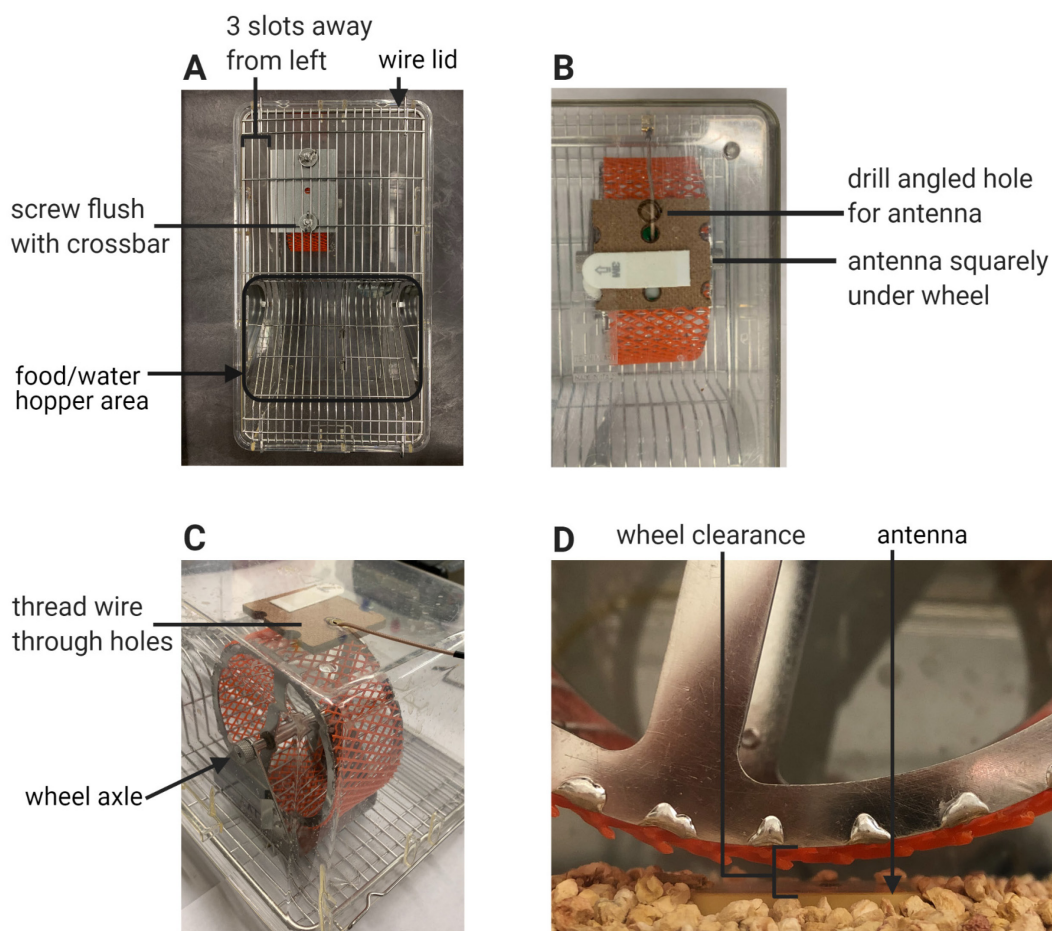 3 slots away
from left
A
wire lid
screw flush
with crossbar
food/water
hopper area
B
drill angled hole
for antenna
antenna squarely
under wheel
C
thread wire
through holes
wheel axle
D
wheel clearance
antenna